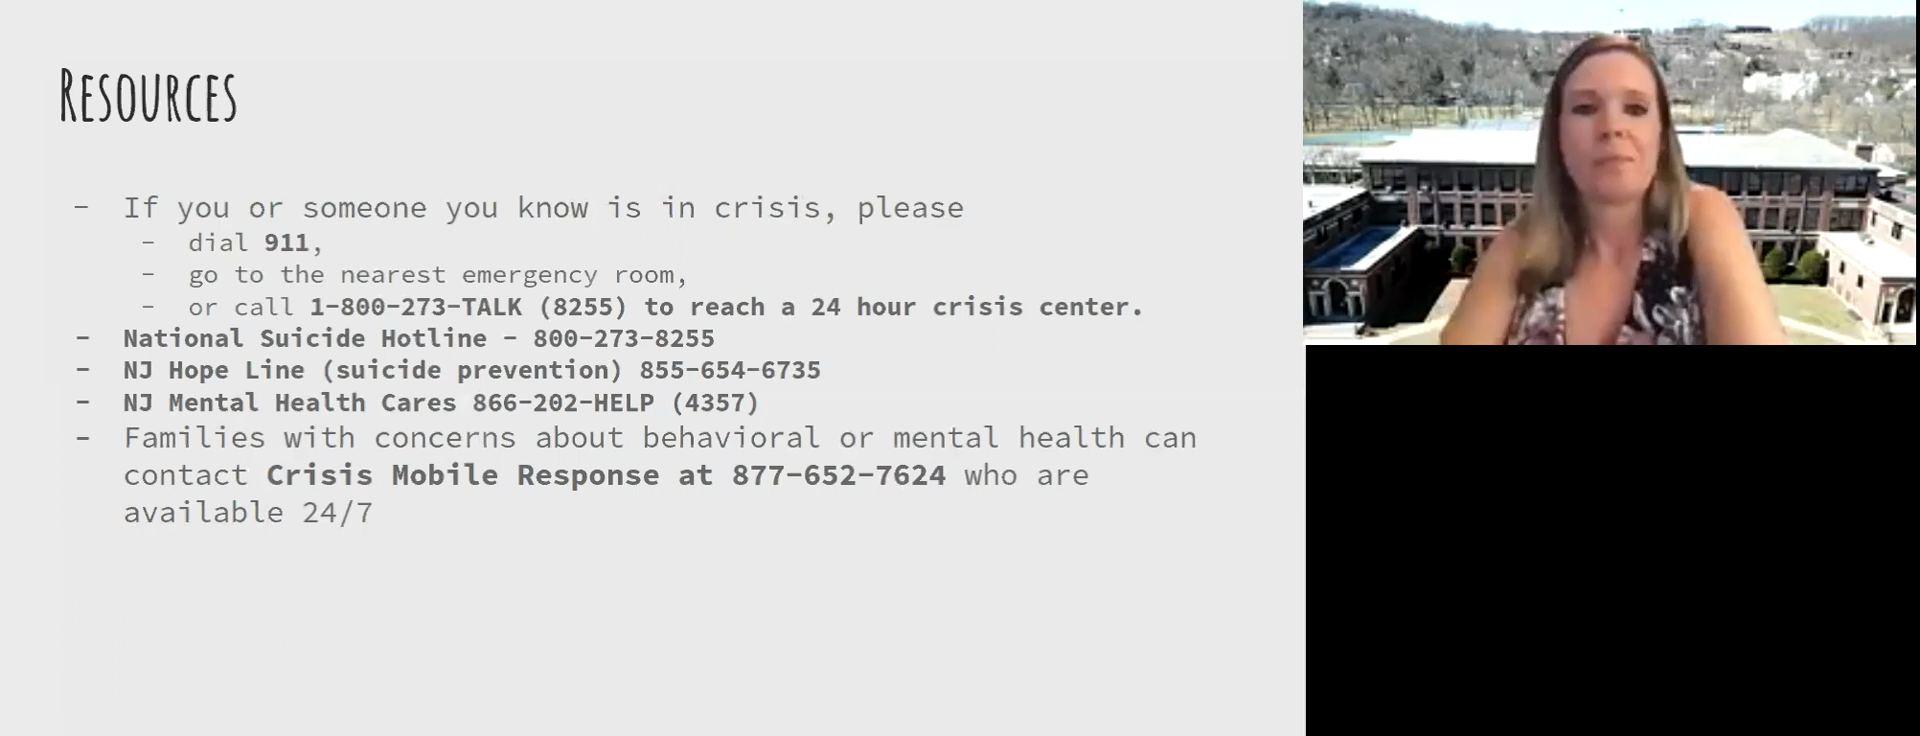 Resources
- If you or someone you know is in crisis, please
- dial 911,
- go to the nearest emergency room,
- or call 1-800-273-TALK (8255) to reach a 24 hour crisis center.
- National Suicide Hotline - 800-273-8255
- NJ Hope Line (suicide prevention) 855-654-6735
- NJ Mental Health Cares 866-202-HELP (4357)
- Families with concerns about behavioral or mental health can
contact Crisis Mobile Response at 877-652-7624 who are
available 24/7